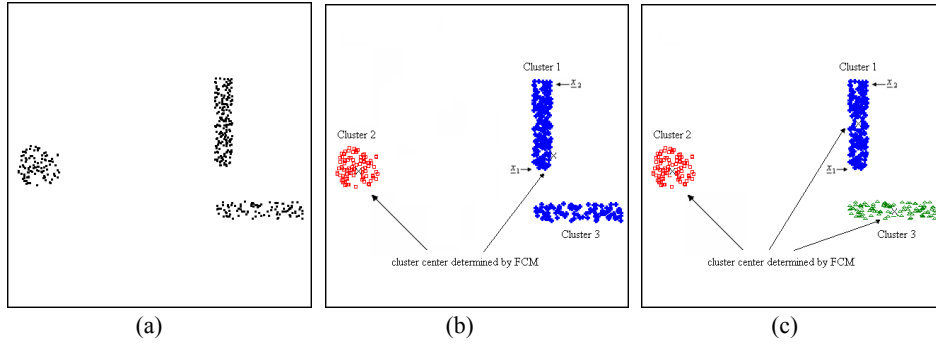 Cluster 1
x₂
Cluster 2
x₁
Cluster 3
cluster center determined by FCM
Cluster 1
x₂
Cluster 2
x₁
Cluster 3
cluster center determined by FCM
(a)
(b)
(c)